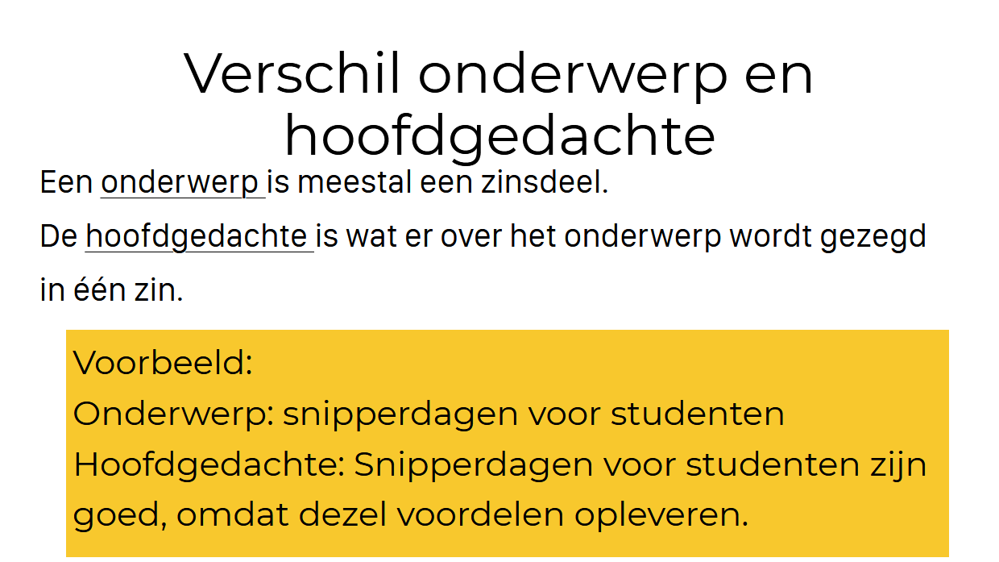 Verschil onderwerp en
hoofdgedachte
Een onderwerp is meestal een zinsdeel.
De hoofdgedachte is wat er over het onderwerp wordt gezegd
in één zin.
Voorbeeld:
Onderwerp: snipperdagen voor studenten
Hoofdgedachte: Snipperdagen voor studenten zijn
goed, omdat dezel voordelen opleveren.